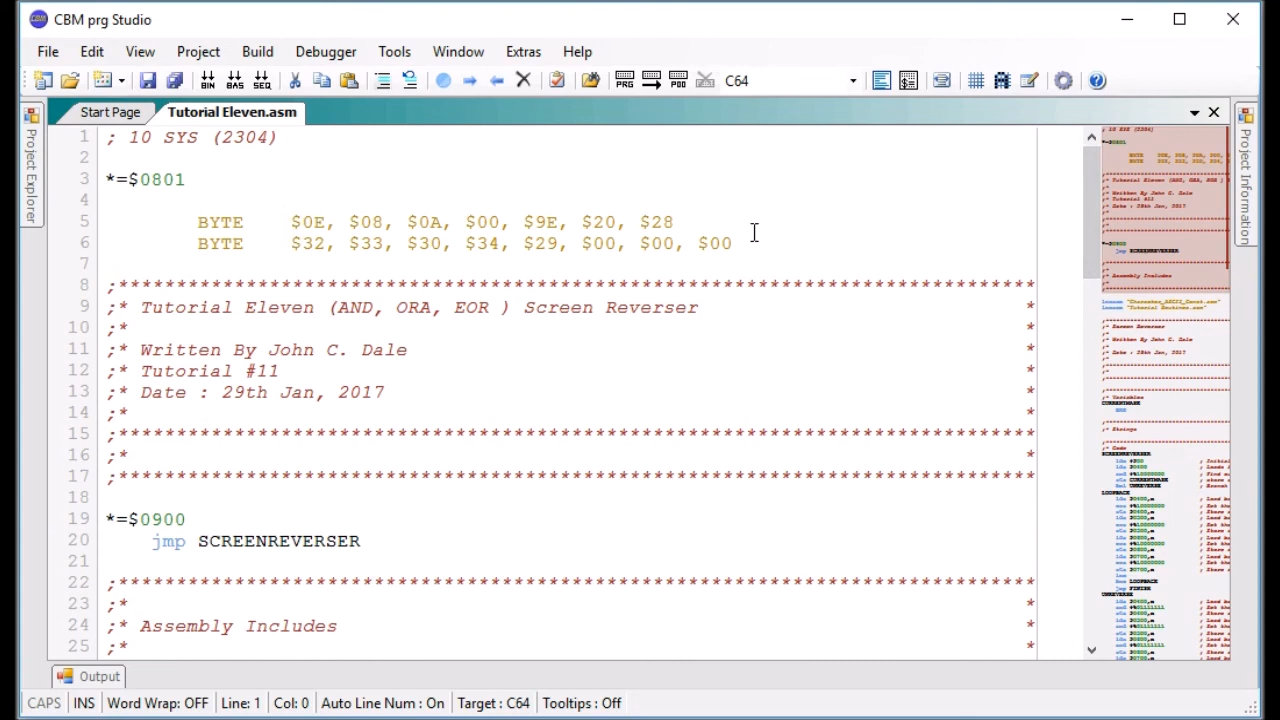 CBM prg Studio
File Edit View Project Build Debugger Tools Window Extras Help
BIN BAS SEQ PRG POD C64
Start Page Tutorial Eleven.asm
Project Explorer
Project Information
1 ; 10 SYS (2304)
2
3 *=$0801
4
5 BYTE $0E, $08, $0A, $00, $9E, $20, $28
6 BYTE $32, $33, $30, $34, $29, $00, $00, $00
7
8 ;*******************************************************************************
9 ;* Tutorial Eleven (AND, ORA, EOR ) Screen Reverser *
10 ;* *
11 ;* Written By John C. Dale *
12 ;* Tutorial #11 *
13 ;* Date : 29th Jan, 2017 *
14 ;* *
15 ;*******************************************************************************
16 ;* *
17 ;*******************************************************************************
18
19 *=$0900
20 jmp SCREENREVERSER
21
22 ;*******************************************************************************
23 ;* *
24 ;* Assembly Includes *
25 ;* *
Output
CAPS INS Word Wrap: OFF Line: 1 Col: 0 Auto Line Num : On Target : C64 Tooltips : Off